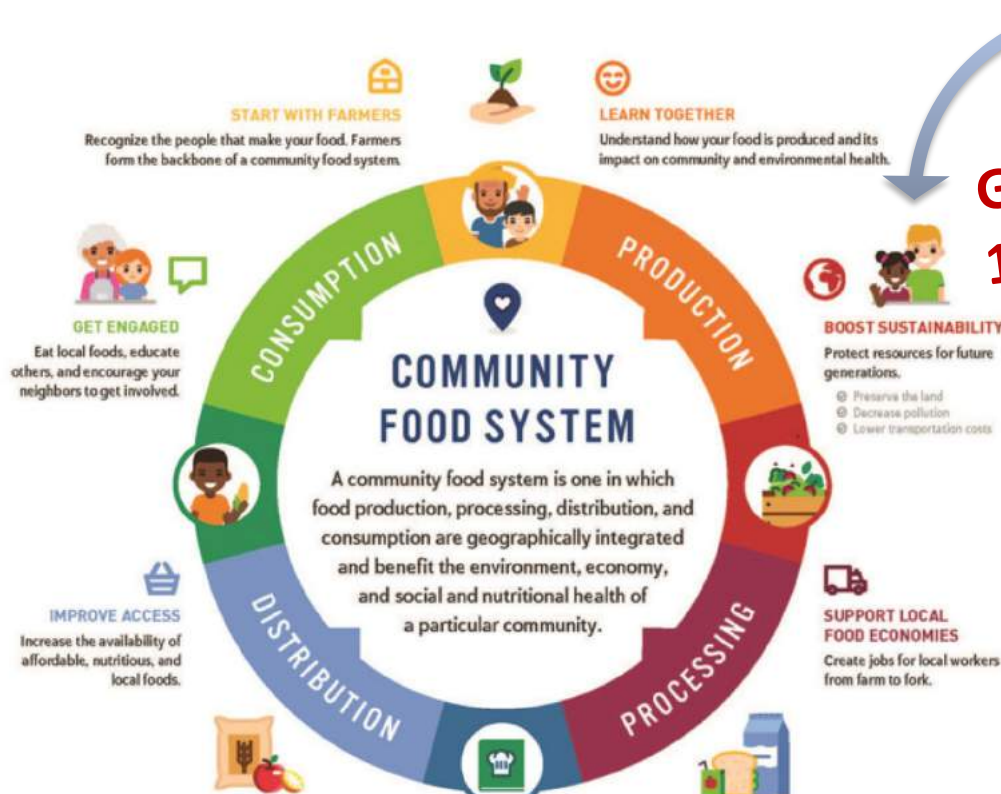 START WITH FARMERS
Recognize the people that make your food. Farmers
form the backbone of a community food system.
LEARN TOGETHER
Understand how your food is produced and its
impact on community and environmental health.
G
1
CONSUMPTION
PRODUCTION
GET ENGAGED
Eat local foods, educate
others, and encourage your
neighbors to get involved.
BOOST SUSTAINABILITY
Protect resources for future
generations.
Preserve the land
Decrease pollution
Lower transportation costs
COMMUNITY
FOOD SYSTEM
A community food system is one in which
food production, processing, distribution, and
consumption are geographically integrated
and benefit the environment, economy,
and social and nutritional health of
a particular community.
IMPROVE ACCESS
Increase the availability of
affordable, nutritious, and
local foods.
SUPPORT LOCAL
FOOD ECONOMIES
Create jobs for local workers
from farm to fork.
DISTRIBUTION
PROCESSING